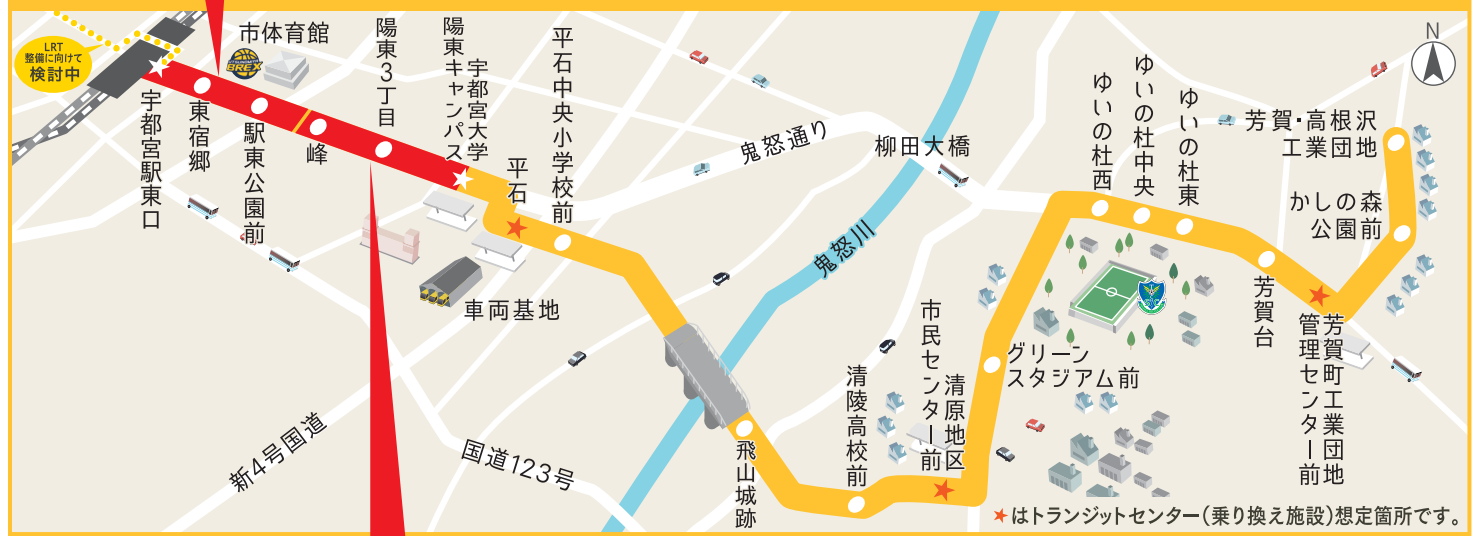 LRT
整備に向けて
検討中
市体育館
BREX
宇都宮駅東口
東宿郷
駅東公園前
峰
陽東3丁目
宇都宮大学
陽東キャンパス
平石
平石中央小学校前
車両基地
鬼怒通り
柳田大橋
鬼怒川
新4号国道
国道123号
飛山城跡
清陵高校前
清原地区
市民センター前
グリーン
スタジアム前
ゆいの杜西
ゆいの杜中央
ゆいの杜東
芳賀台
芳賀町工業団地
管理センター前
かしの森
公園前
芳賀・高根沢
工業団地
N
★はトランジットセンター(乗り換え施設)想定箇所です。